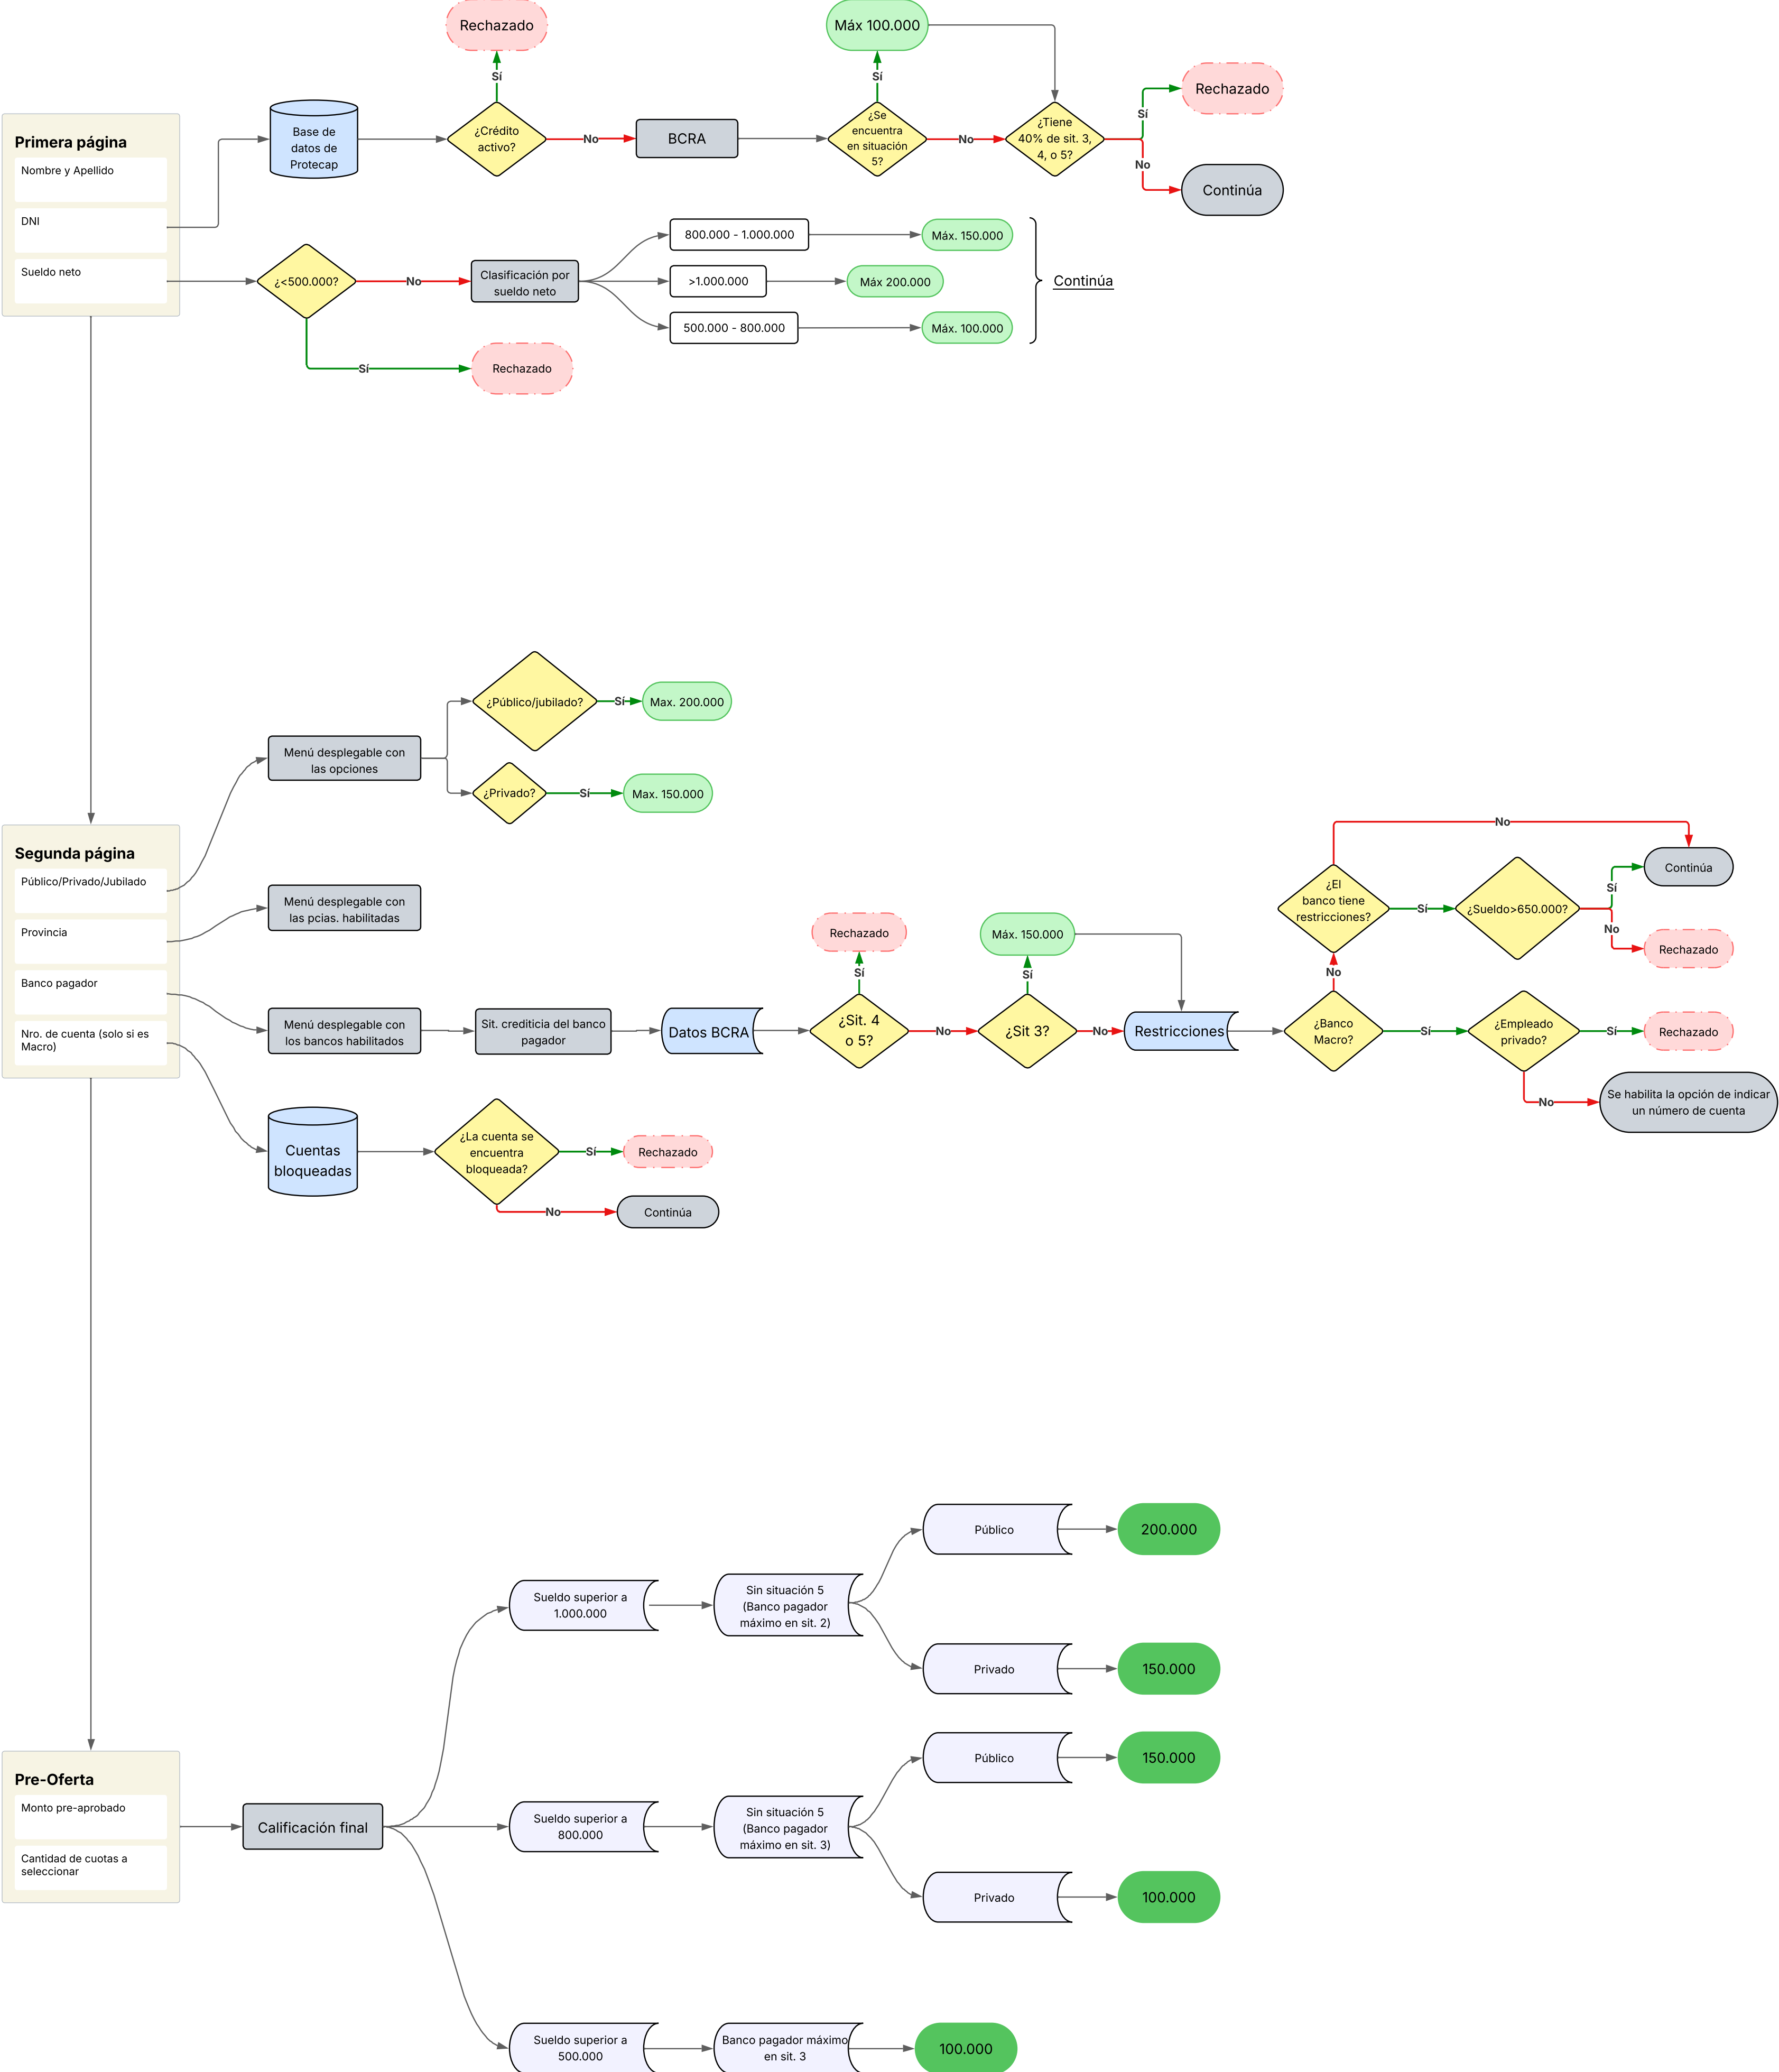 Rechazado
Máx 100.000
Sí
Sí
Rechazado
Primera página
Nombre y Apellido
DNI
Sueldo neto
Base de
datos de
Protecap
¿Crédito
activo?
No
BCRA
¿Se
encuentra
en situación
5?
No
¿Tiene
40% de sit. 3,
4, o 5?
Sí
No
Continúa
¿<500.000?
No
Clasificación por
sueldo neto
800.000 - 1.000.000
Máx. 150.000
>1.000.000
Máx 200.000
500.000 - 800.000
Máx. 100.000
Continúa
Sí
Rechazado
¿Público/jubilado?
Sí
Max. 200.000
Menú desplegable con
las opciones
¿Privado?
Sí
Max. 150.000
Segunda página
Público/Privado/Jubilado
Provincia
Banco pagador
Nro. de cuenta (solo si es
Macro)
Menú desplegable con
las pcias. habilitadas
Menú desplegable con
los bancos habilitados
Sit. crediticia del banco
pagador
Datos BCRA
¿Sit. 4
o 5?
Sí
Rechazado
No
¿Sit 3?
Sí
Máx. 150.000
No
Restricciones
¿Banco
Macro?
No
¿El
banco tiene
restricciones?
No
Sí
¿Sueldo>650.000?
Sí
Continúa
No
Rechazado
Sí
¿Empleado
privado?
Sí
Rechazado
No
Se habilita la opción de indicar
un número de cuenta
Cuentas
bloqueadas
¿La cuenta se
encuentra
bloqueada?
Sí
Rechazado
No
Continúa
Pre-Oferta
Monto pre-aprobado
Cantidad de cuotas a
seleccionar
Calificación final
Sueldo superior a
1.000.000
Sin situación 5
(Banco pagador
máximo en sit. 2)
Público
200.000
Privado
150.000
Sueldo superior a
800.000
Sin situación 5
(Banco pagador
máximo en sit. 3)
Público
150.000
Privado
100.000
Sueldo superior a
500.000
Banco pagador máximo
en sit. 3
100.000